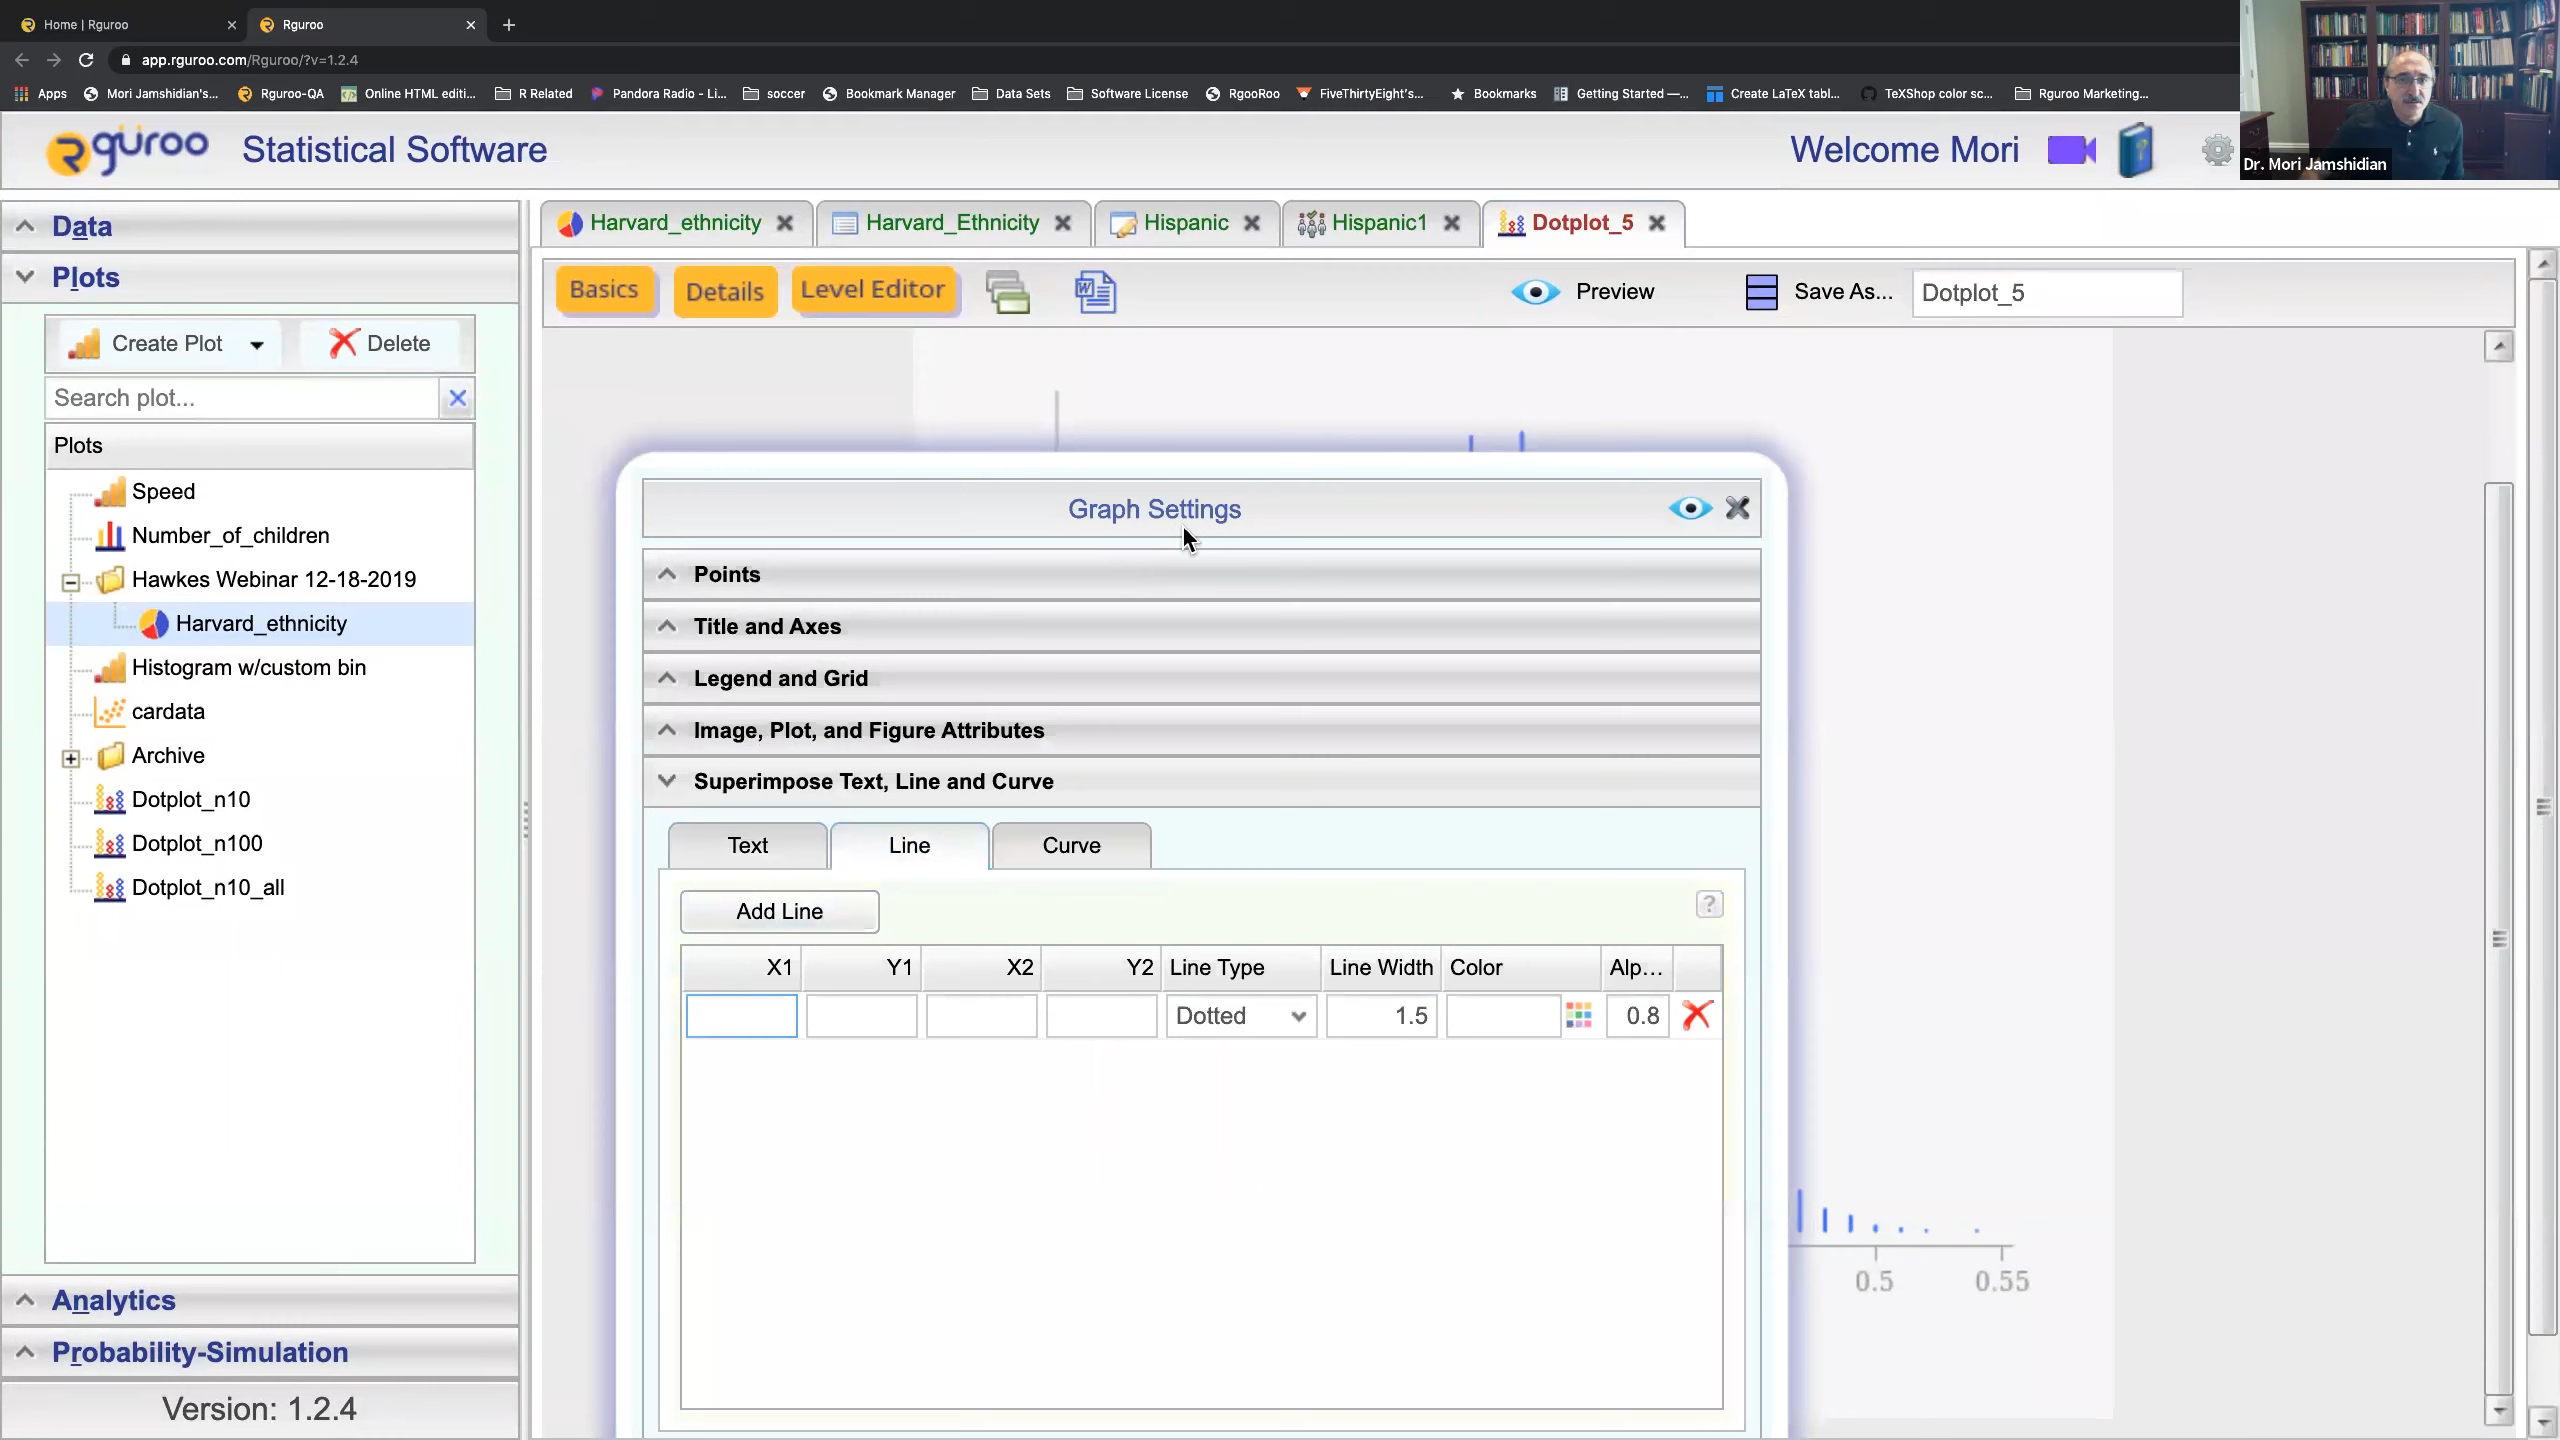 Home | Rguroo
Rguroo
app.rguroo.com/Rguroo/?v=1.2.4
Apps
Mori Jamshidian's...
Rguroo-QA
Online HTML editi...
R Related
Pandora Radio - Li...
soccer
Bookmark Manager
Data Sets
Software License
RgooRoo
FiveThirtyEight's...
Bookmarks
Getting Started —...
Create LaTeX tabl...
TeXShop color sc...
Rguroo Marketing...
Dr. Mori Jamshidian
Rguroo
Statistical Software
Welcome Mori
Data
Plots
Create Plot
Delete
Search plot...
Plots
Speed
Number_of_children
Hawkes Webinar 12-18-2019
Harvard_ethnicity
Histogram w/custom bin
cardata
Archive
Dotplot_n10
Dotplot_n100
Dotplot_n10_all
Analytics
Probability-Simulation
Version: 1.2.4
Harvard_ethnicity
Harvard_Ethnicity
Hispanic
Hispanic1
Dotplot_5
Basics
Details
Level Editor
W
Preview
Save As...
Dotplot_5
Graph Settings
Points
Title and Axes
Legend and Grid
Image, Plot, and Figure Attributes
Superimpose Text, Line and Curve
Text
Line
Curve
Add Line
?
X1
Y1
X2
Y2
Line Type
Line Width
Color
Alp...
Dotted
1.5
0.8
0.5
0.55